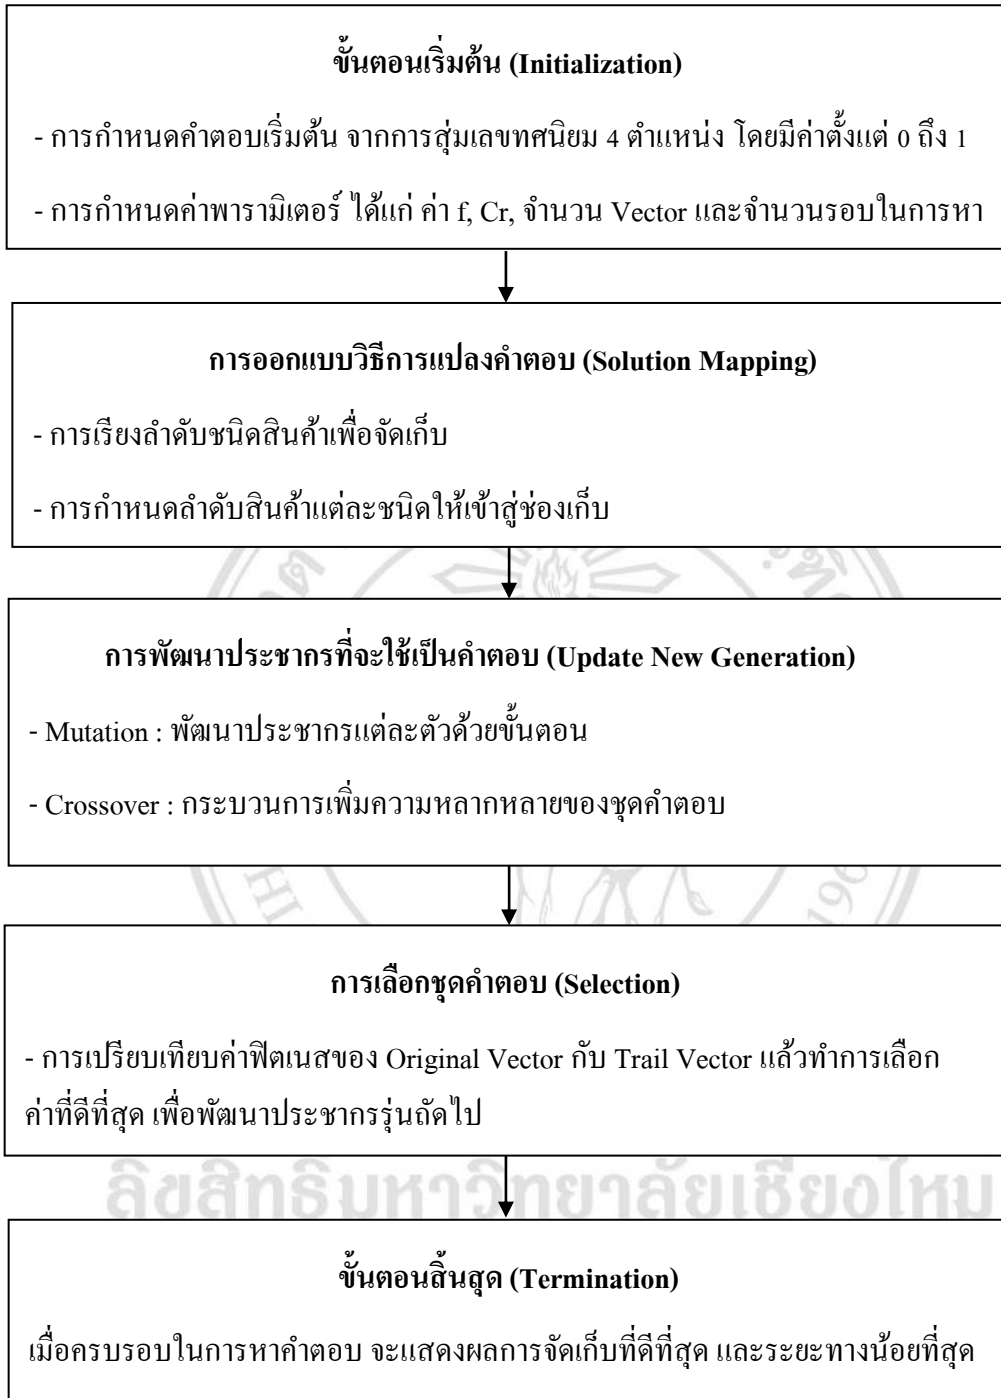 ขั้นตอนเริ่มต้น (Initialization)
- การกำหนดคำตอบเริ่มต้น จากการสุ่มเลขทศนิยม 4 ตำแหน่ง โดยมีค่าตั้งแต่ 0 ถึง 1
- การกำหนดค่าพารามิเตอร์ ได้แก่ ค่า f, Cr, จำนวน Vector และจำนวนรอบในการหา
การออกแบบวิธีการแปลงคำตอบ (Solution Mapping)
- การเรียงลำดับชนิดสินค้าเพื่อจัดเก็บ
- การกำหนดลำดับสินค้าแต่ละชนิดให้เข้าสู่ช่องเก็บ
การพัฒนาประชากรที่จะใช้เป็นคำตอบ (Update New Generation)
- Mutation : พัฒนาประชากรแต่ละตัวด้วยขั้นตอน
- Crossover : กระบวนการเพิ่มความหลากหลายของชุดคำตอบ
การเลือกชุดคำตอบ (Selection)
- การเปรียบเทียบค่าฟิตเนสของ Original Vector กับ Trail Vector แล้วทำการเลือก
ค่าที่ดีที่สุด เพื่อพัฒนาประชากรรุ่นถัดไป
ลิขสิทธิ์มหาวิทยาลัยเชียงใหม่
ขั้นตอนสิ้นสุด (Termination)
เมื่อครบรอบในการหาคำตอบ จะแสดงผลการจัดเก็บที่ดีที่สุด และระยะทางน้อยที่สุด